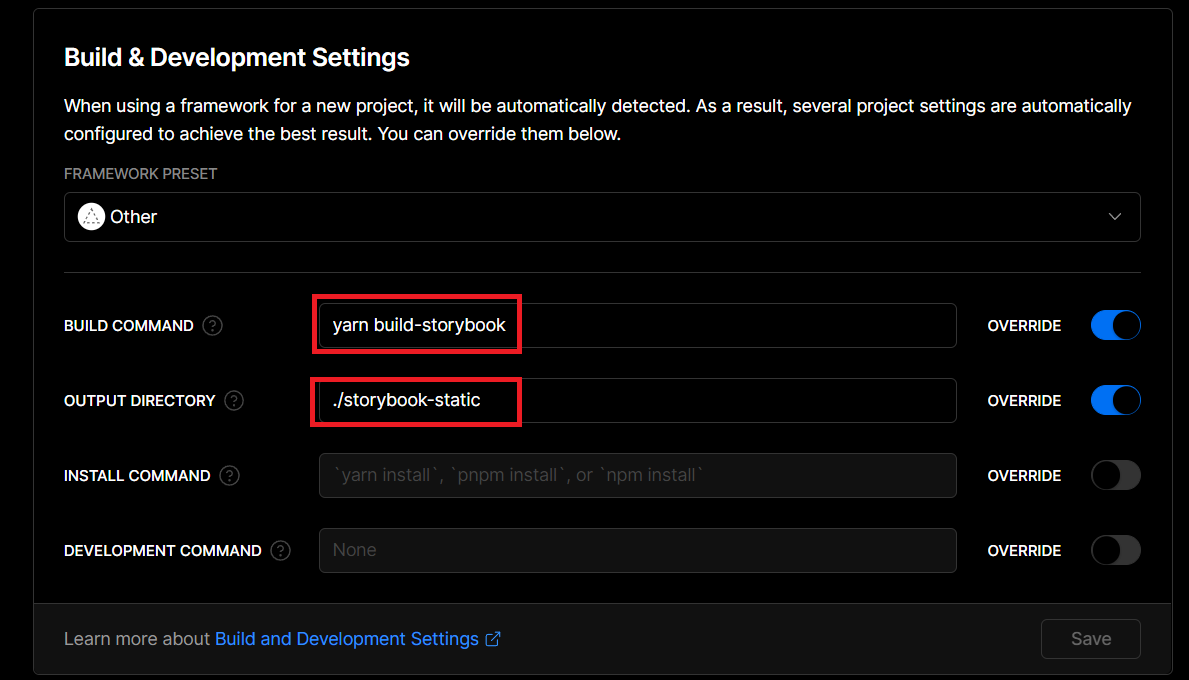 Build & Development Settings
When using a framework for a new project, it will be automatically detected. As a result, several project settings are automatically
configured to achieve the best result. You can override them below.
FRAMEWORK PRESET
Other
BUILD COMMAND ? yarn build-storybook OVERRIDE
OUTPUT DIRECTORY ? ./storybook-static OVERRIDE
INSTALL COMMAND ? `yarn install`, `pnpm install`, or `npm install` OVERRIDE
DEVELOPMENT COMMAND ? None OVERRIDE
Learn more about Build and Development Settings Save